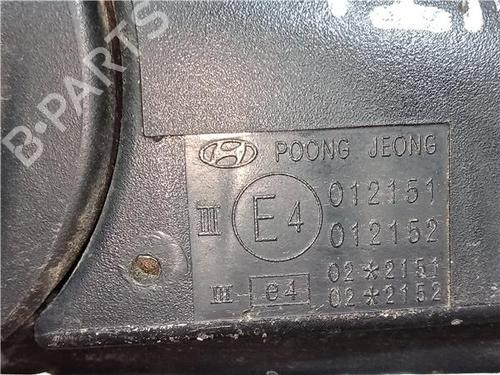 POONG JEONG
III E4 012151
012152
III e4 02*2151
02*2152
B-PARTS